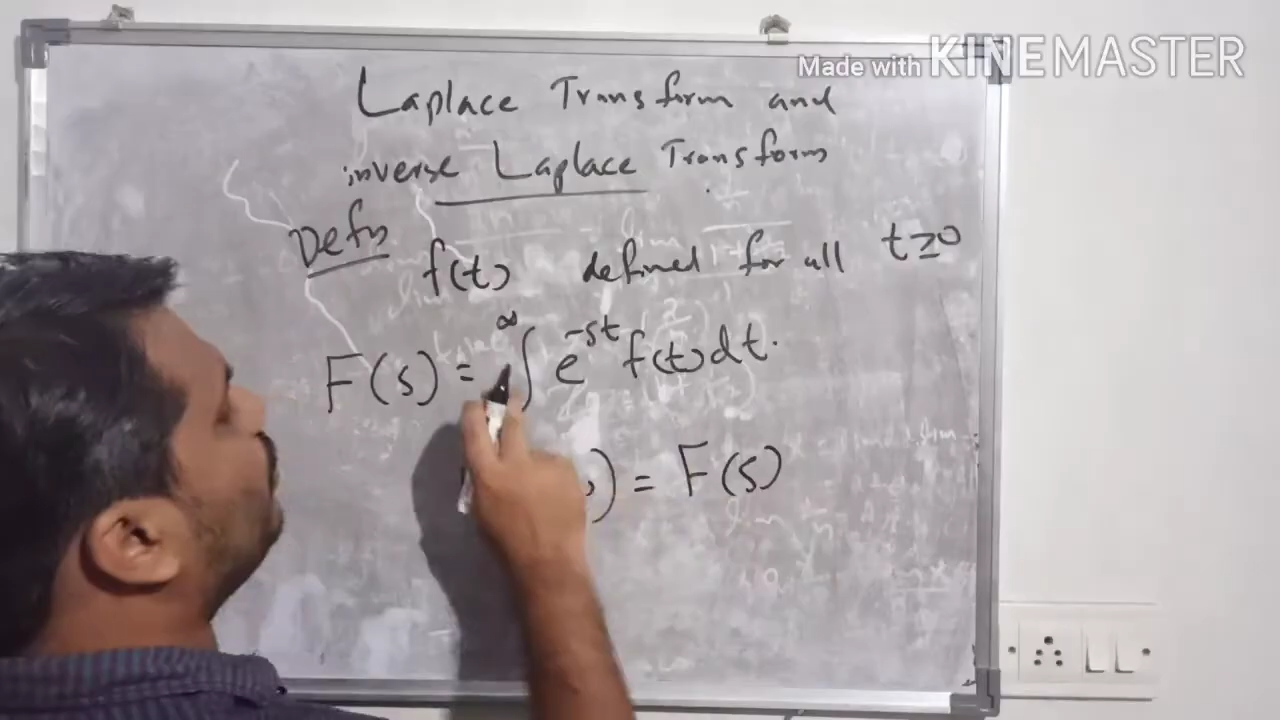 Made with KINEMASTER
Laplace Transform and
inverse Laplace Transform
Defn
f(t) defined for all t≥0
F(s) = ∫^∞ e^{-st} f(t) dt.
) = F(s)